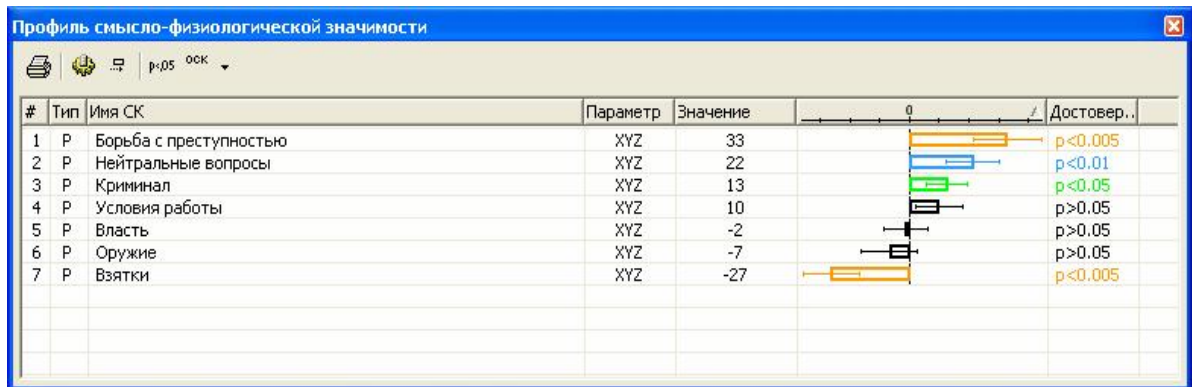 Профиль смысло-физиологической значимости
p<,05 ОСК
# Тип Имя СК Параметр Значение 0 Достовер..
1 Р Борьба с преступностью XYZ 33 p<0.005
2 Р Нейтральные вопросы XYZ 22 p<0.01
3 Р Криминал XYZ 13 p<0.05
4 Р Условия работы XYZ 10 p>0.05
5 Р Власть XYZ -2 p>0.05
6 Р Оружие XYZ -7 p>0.05
7 Р Взятки XYZ -27 p<0.005